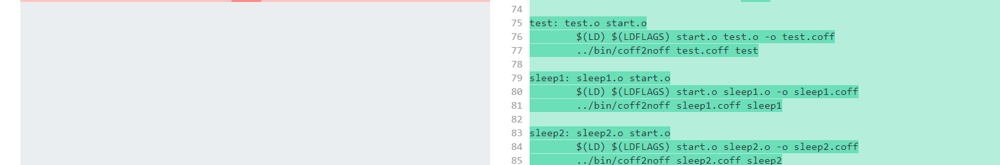 74
75 test: test.o start.o
76 $(LD) $(LDFLAGS) start.o test.o -o test.coff
77 ../bin/coff2noff test.coff test
78
79 sleep1: sleep1.o start.o
80 $(LD) $(LDFLAGS) start.o sleep1.o -o sleep1.coff
81 ../bin/coff2noff sleep1.coff sleep1
82
83 sleep2: sleep2.o start.o
84 $(LD) $(LDFLAGS) start.o sleep2.o -o sleep2.coff
85 ../bin/coff2noff sleep2.coff sleep2